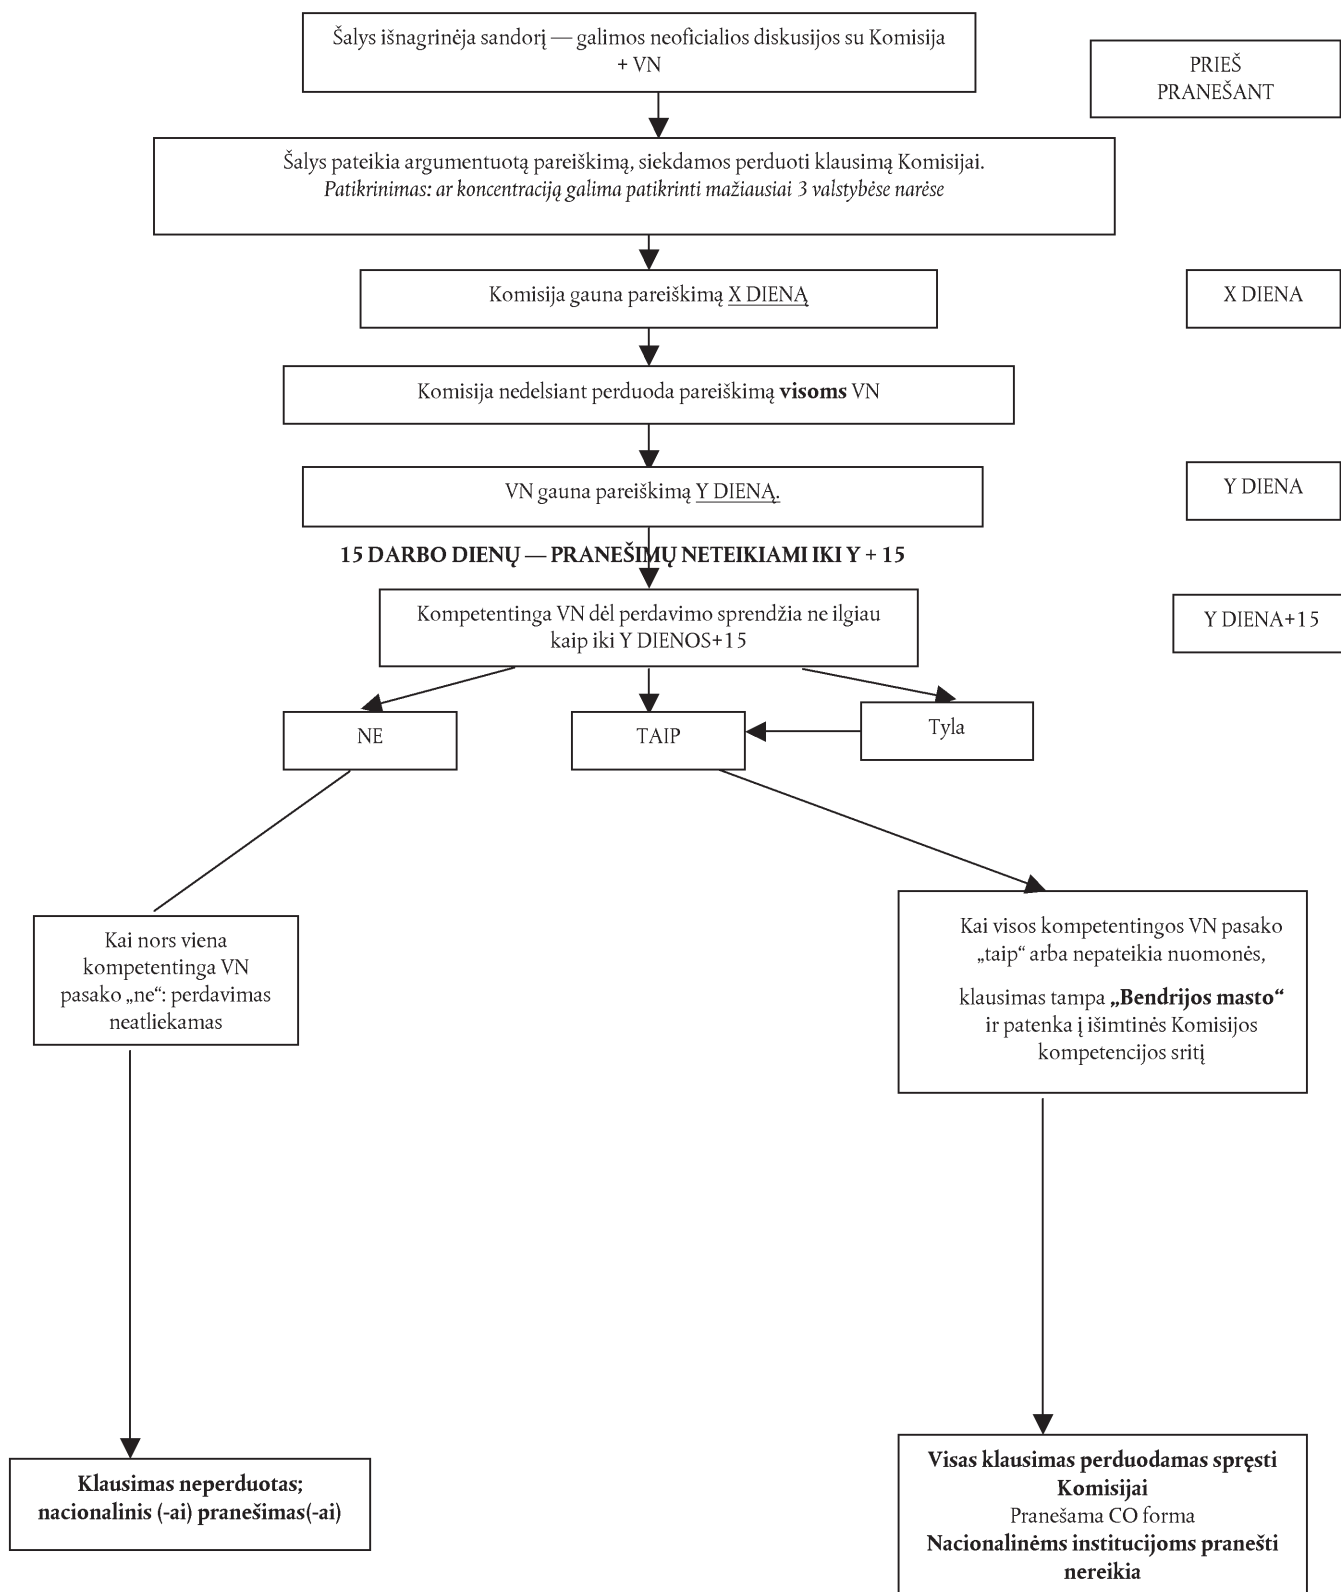 Šalys išnagrinėja sandorį — galimos neoficialios diskusijos su Komisija
+ VN
PRIEŠ
PRANEŠANT
Šalys pateikia argumentuotą pareiškimą, siekdamos perduoti klausimą Komisijai.
Patikrinimas: ar koncentraciją galima patikrinti mažiausiai 3 valstybėse narėse
Komisija gauna pareiškimą X DIENĄ
X DIENA
Komisija nedelsiant perduoda pareiškimą visoms VN
VN gauna pareiškimą Y DIENĄ.
Y DIENA
15 DARBO DIENŲ — PRANEŠIMŲ NETEIKIAMI IKI Y + 15
Kompetentinga VN dėl perdavimo sprendžia ne ilgiau
kaip iki Y DIENOS+15
Y DIENA+15
NE
TAIP
Tyla
Kai nors viena
kompetentinga VN
pasako „ne“: perdavimas
neatliekamas
Kai visos kompetentingos VN pasako
„taip“ arba nepateikia nuomonės,
klausimas tampa „Bendrijos masto“
ir patenka į išimtinės Komisijos
kompetencijos sritį
Klausimas neperduotas;
nacionalinis (-ai) pranešimas(-ai)
Visas klausimas perduodamas spręsti
Komisijai
Pranešama CO forma
Nacionalinėms institucijoms pranešti
nereikia